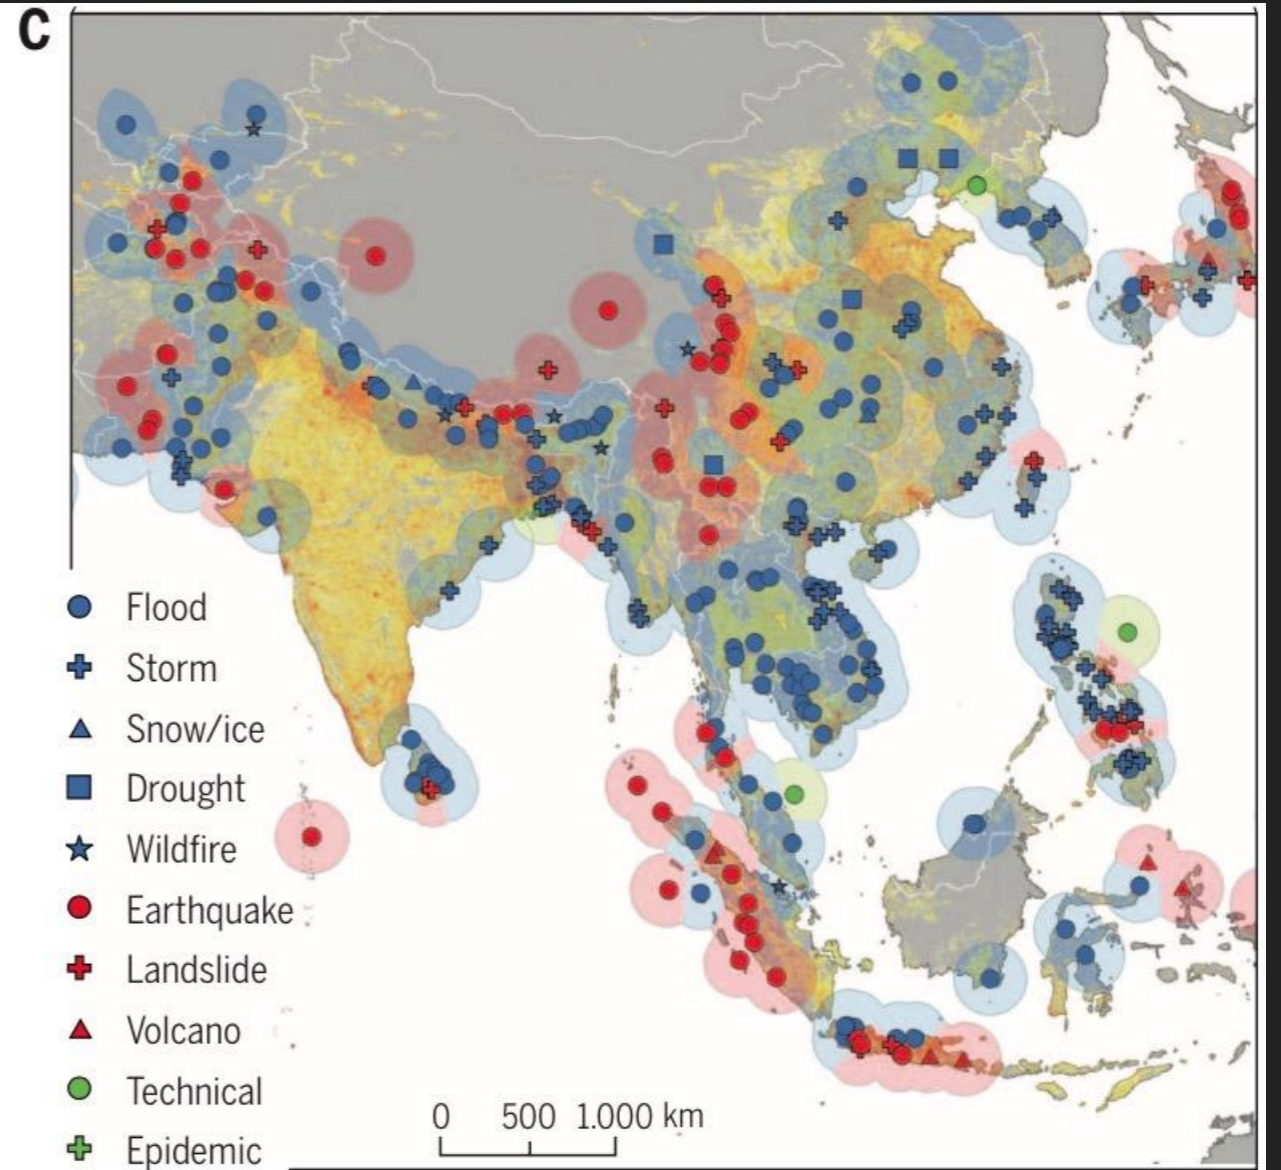 C
Flood
Storm
Snow/ice
Drought
Wildfire
Earthquake
Landslide
Volcano
Technical
Epidemic
0 500 1.000 km